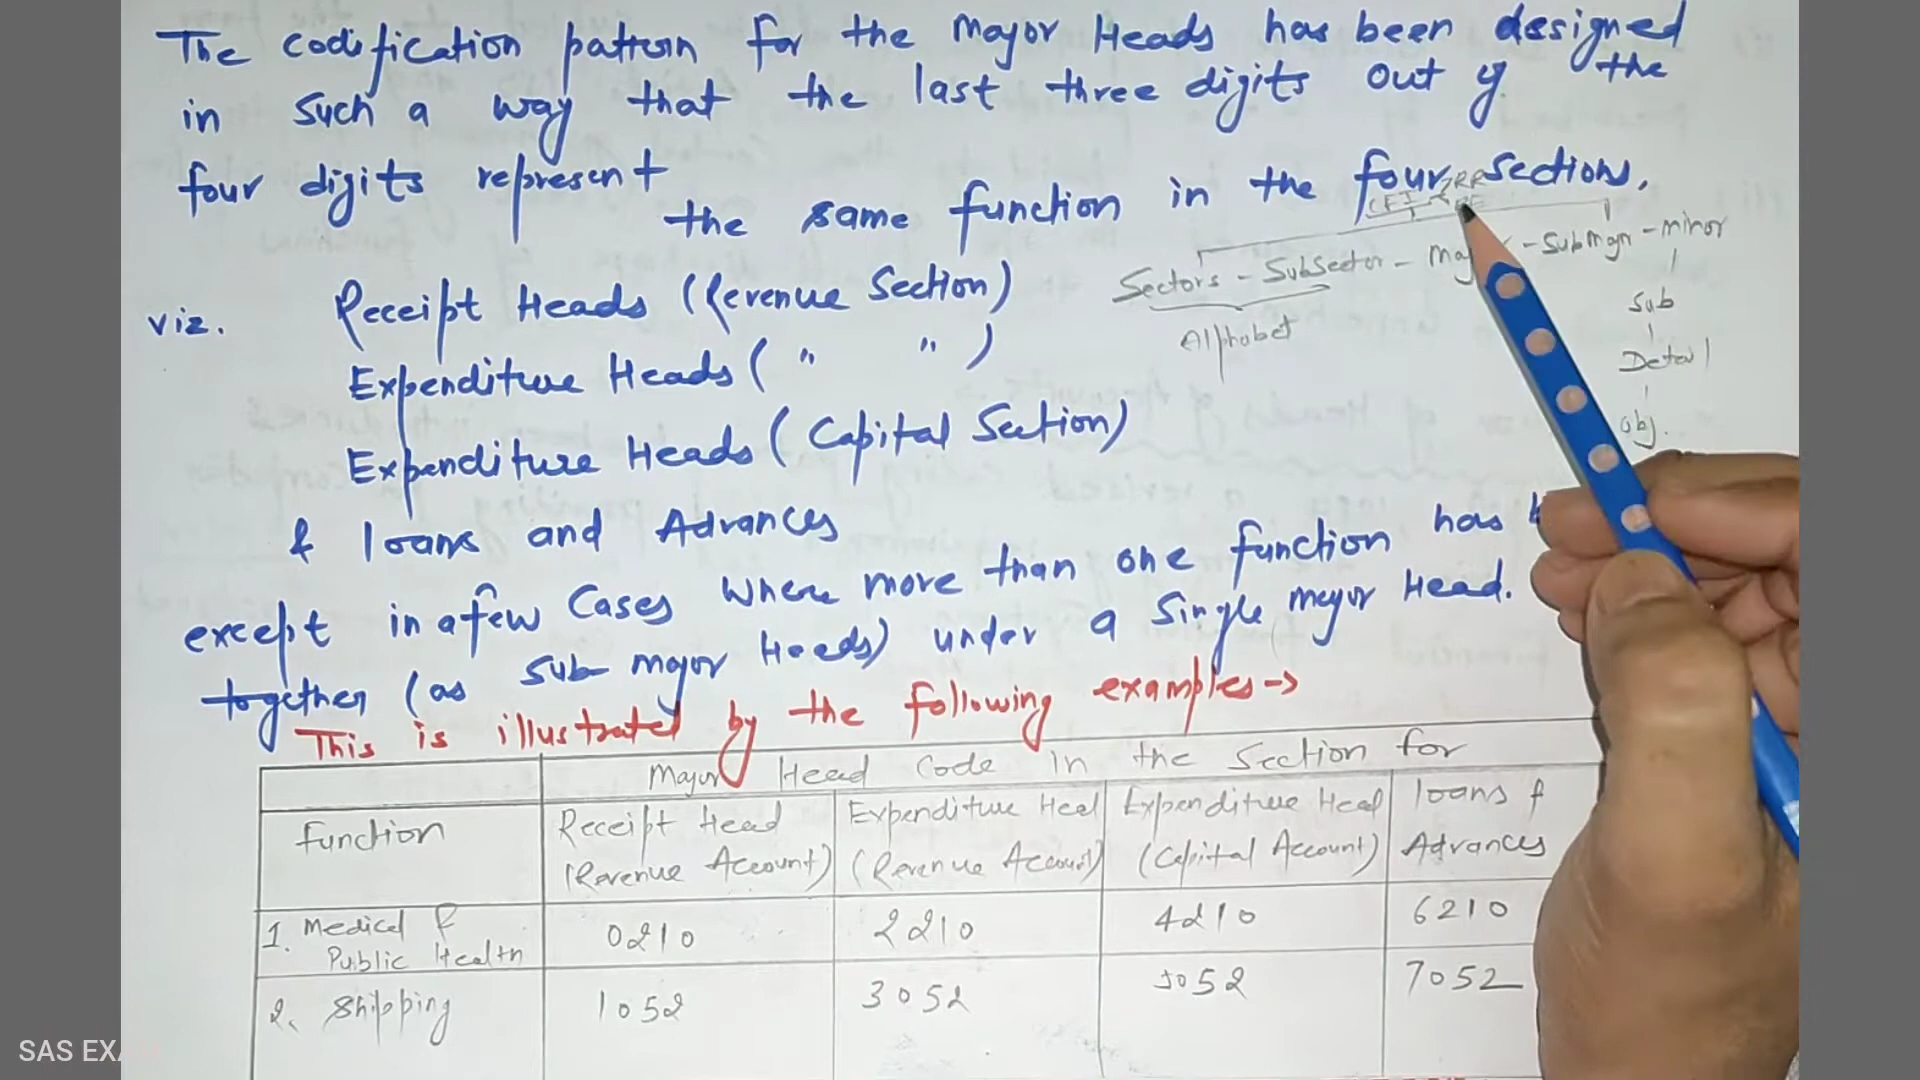 The codification pattern for the Major Heads has been designed
in such a way that the last three digits out of the
four digits represent the same function in the four sections.
Sectors - Subsector - - Sub Mjr - minor
Alphabet
Sub
Detail
obj.
viz. Receipt Heads (Revenue Section)
Expenditure Heads ( " " )
Expenditure Heads ( Capital Section)
& loans and Advances
except in a few Cases where more than one function has
together (as sub major Heads) under a single major Head.
This is illustrated by the following examples→
Major Head Code in the Section for
Function
Receipt Head (Revenue Account)
Expenditure Head (Revenue Account)
Expenditure Head (Capital Account)
loans & Advances
1. Medical & Public Health 0210 2210 4210 6210
2. Shipping 1052 3052 5052 7052
SAS EX